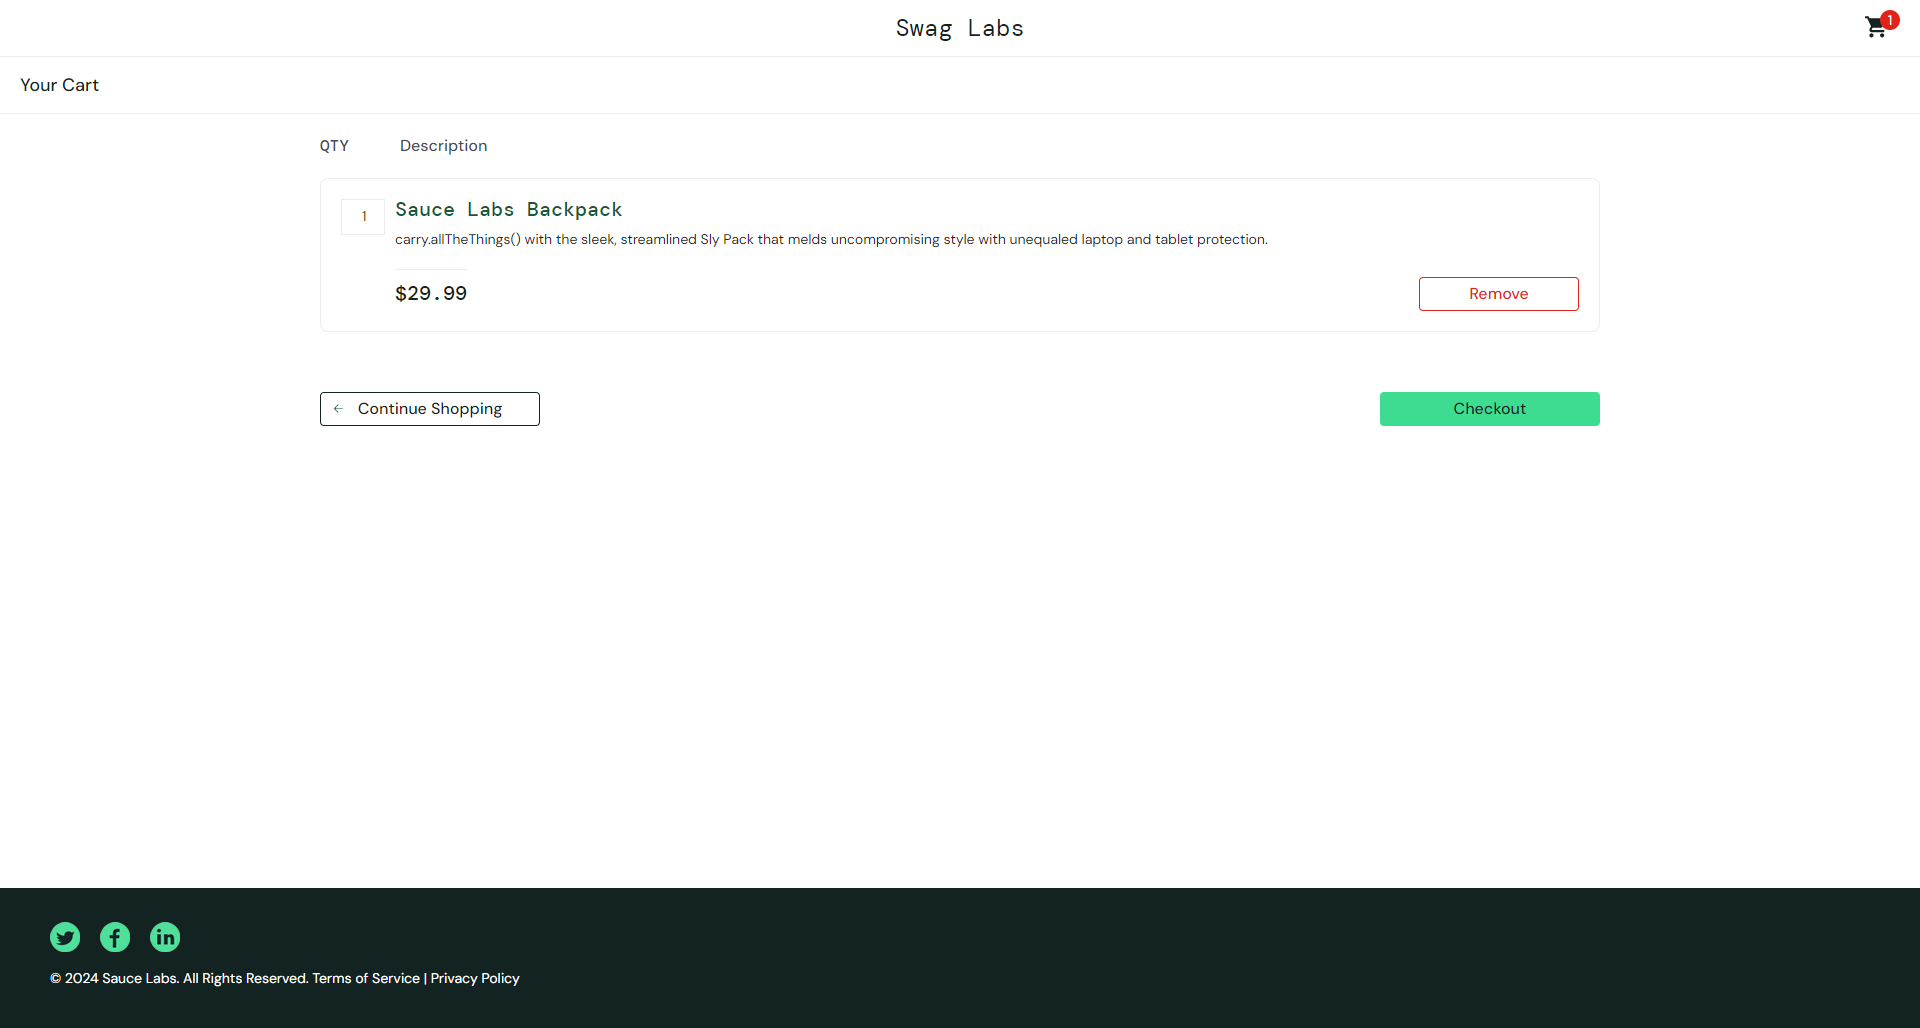 Swag Labs
1
Your Cart
QTY Description
1
Sauce Labs Backpack
carry.allTheThings() with the sleek, streamlined Sly Pack that melds uncompromising style with unequaled laptop and tablet protection.
$29.99
Remove
Continue Shopping
Checkout
© 2024 Sauce Labs. All Rights Reserved. Terms of Service | Privacy Policy